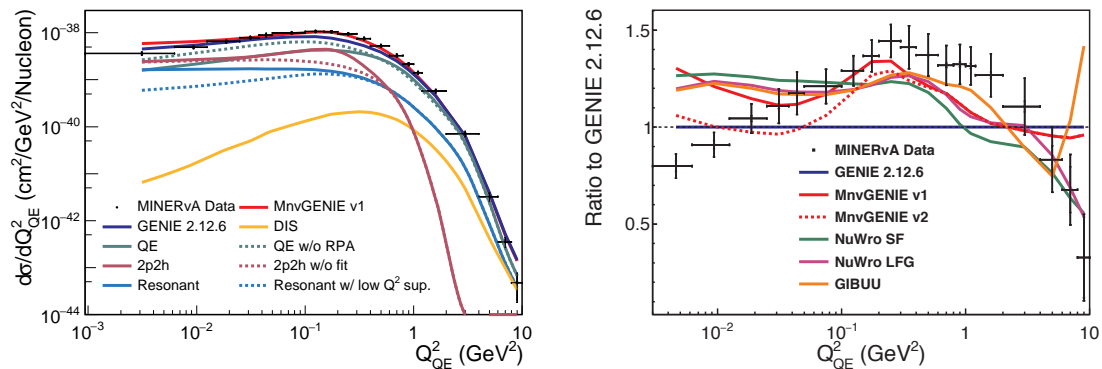 dσ/dQ²QE (cm²/GeV²/Nucleon)
10⁻³⁸
10⁻⁴⁰
10⁻⁴²
10⁻⁴⁴
MINERvA Data
MnvGENIE v1
GENIE 2.12.6
DIS
QE
QE w/o RPA
2p2h
2p2h w/o fit
Resonant
Resonant w/ low Q² sup.
10⁻³
10⁻²
10⁻¹
1
10
Q²QE (GeV²)
Ratio to GENIE 2.12.6
1.5
1
0.5
MINERvA Data
GENIE 2.12.6
MnvGENIE v1
MnvGENIE v2
NuWro SF
NuWro LFG
GIBUU
10⁻²
10⁻¹
1
10
Q²QE (GeV²)